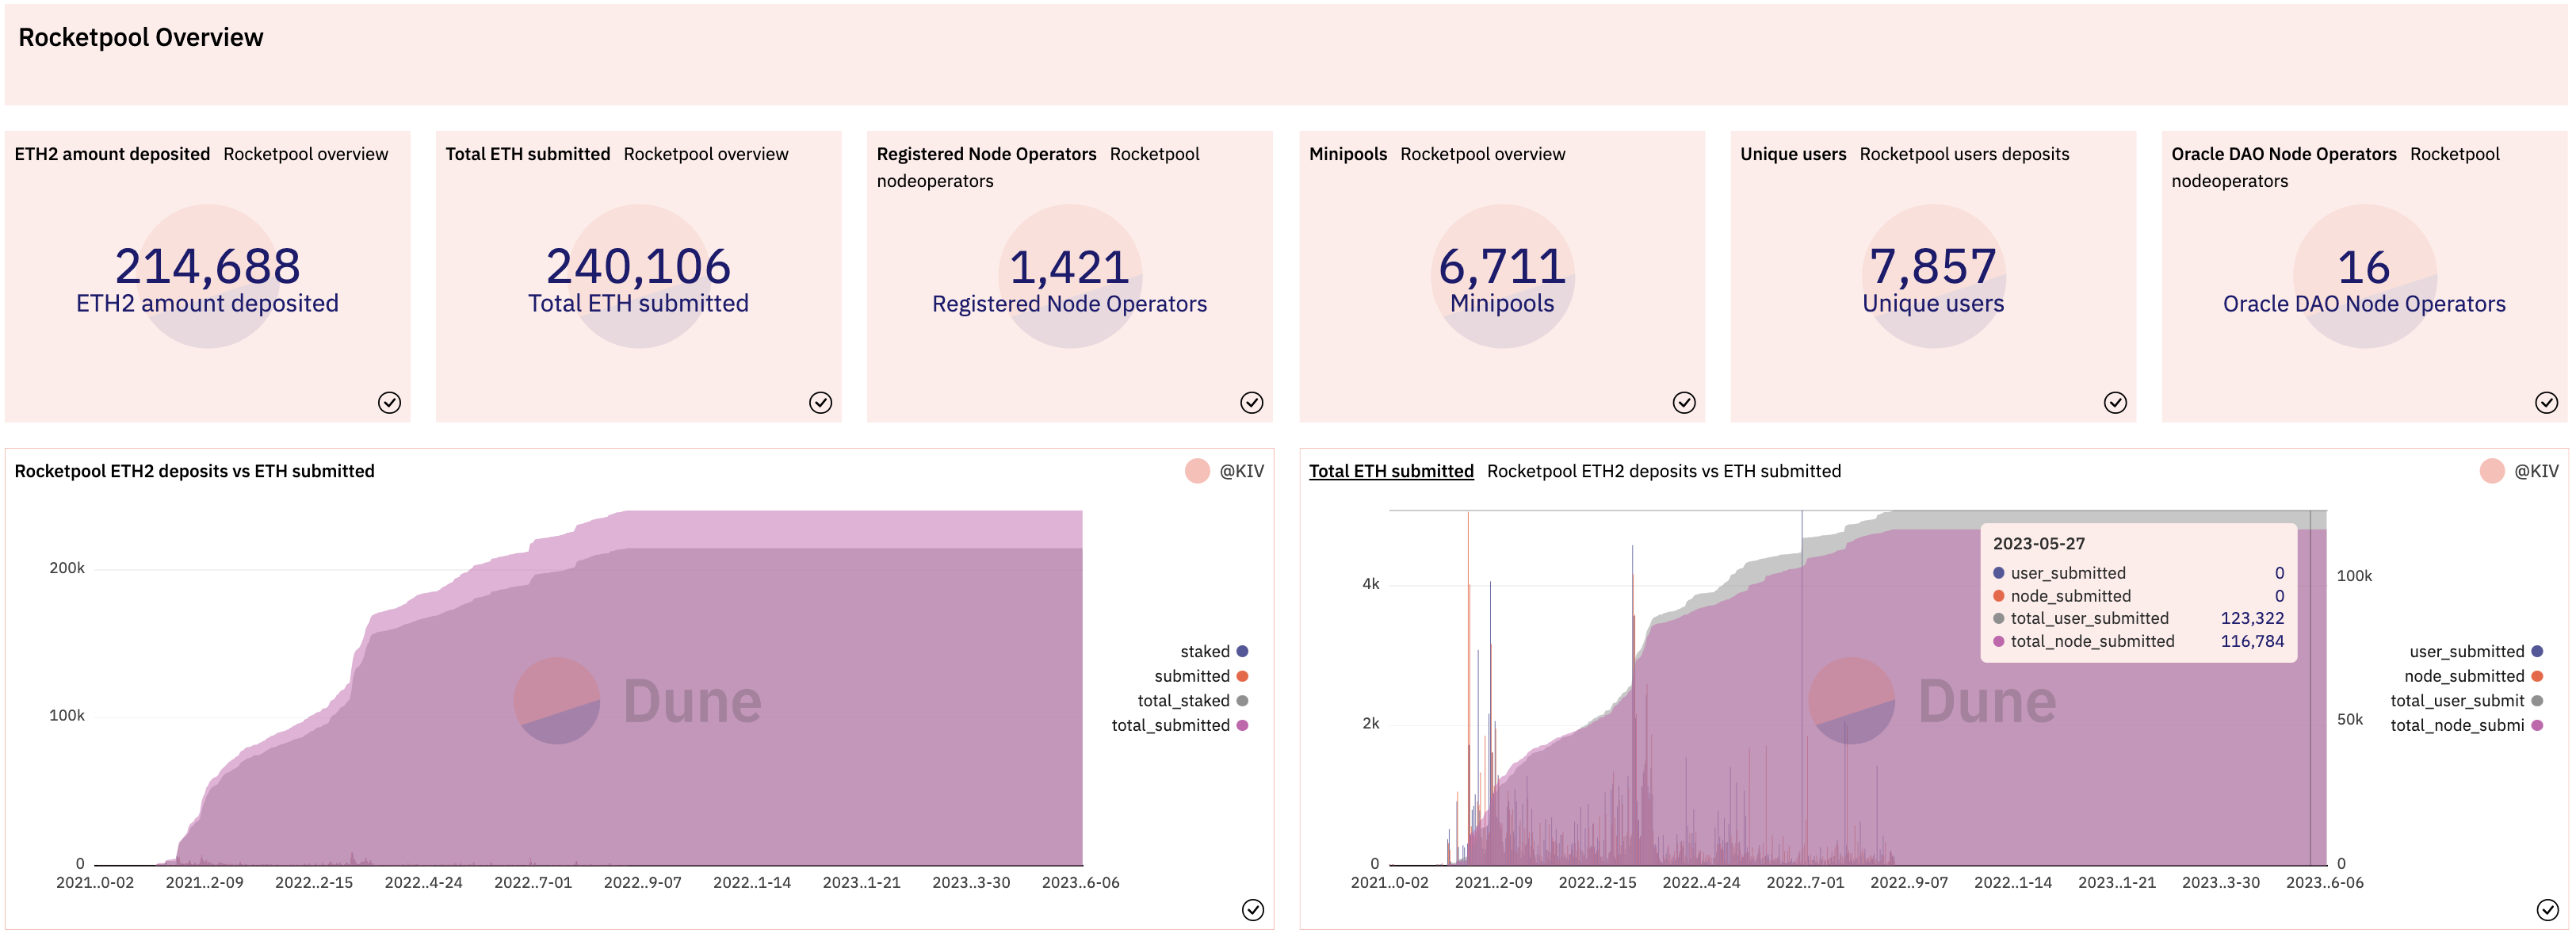 Rocketpool Overview
ETH2 amount deposited Rocketpool overview
214,688
ETH2 amount deposited
Total ETH submitted Rocketpool overview
240,106
Total ETH submitted
Registered Node Operators Rocketpool
nodeoperators
1,421
Registered Node Operators
Minipools Rocketpool overview
6,711
Minipools
Unique users Rocketpool users deposits
7,857
Unique users
Oracle DAO Node Operators Rocketpool
nodeoperators
16
Oracle DAO Node Operators
Rocketpool ETH2 deposits vs ETH submitted
@KIV
200k
100k
0
Dune
staked
submitted
total_staked
total_submitted
2021..0-02 2021..2-09 2022..2-15 2022..4-24 2022..7-01 2022..9-07 2022..1-14 2023..1-21 2023..3-30 2023..6-06
Total ETH submitted Rocketpool ETH2 deposits vs ETH submitted
@KIV
4k
2k
0
100k
50k
0
2023-05-27
user_submitted 0
node_submitted 0
total_user_submitted 123,322
total_node_submitted 116,784
Dune
user_submitted
node_submitted
total_user_submit
total_node_submi
2021..0-02 2021..2-09 2022..2-15 2022..4-24 2022..7-01 2022..9-07 2022..1-14 2023..1-21 2023..3-30 2023..6-06